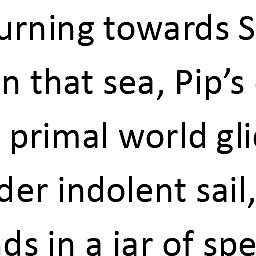 urning towards S
n that sea, Pip’s
primal world gli
der indolent sail,
ds in a jar of spe